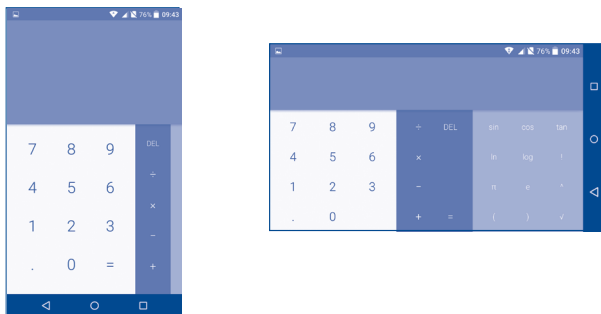 76% 09:43
DEL
7 8 9 ÷
4 5 6 ×
1 2 3 −
. 0 = +
76% 09:43
7 8 9 ÷ DEL sin cos tan
4 5 6 × ln log !
1 2 3 − π e ^
. 0 + = ( ) √